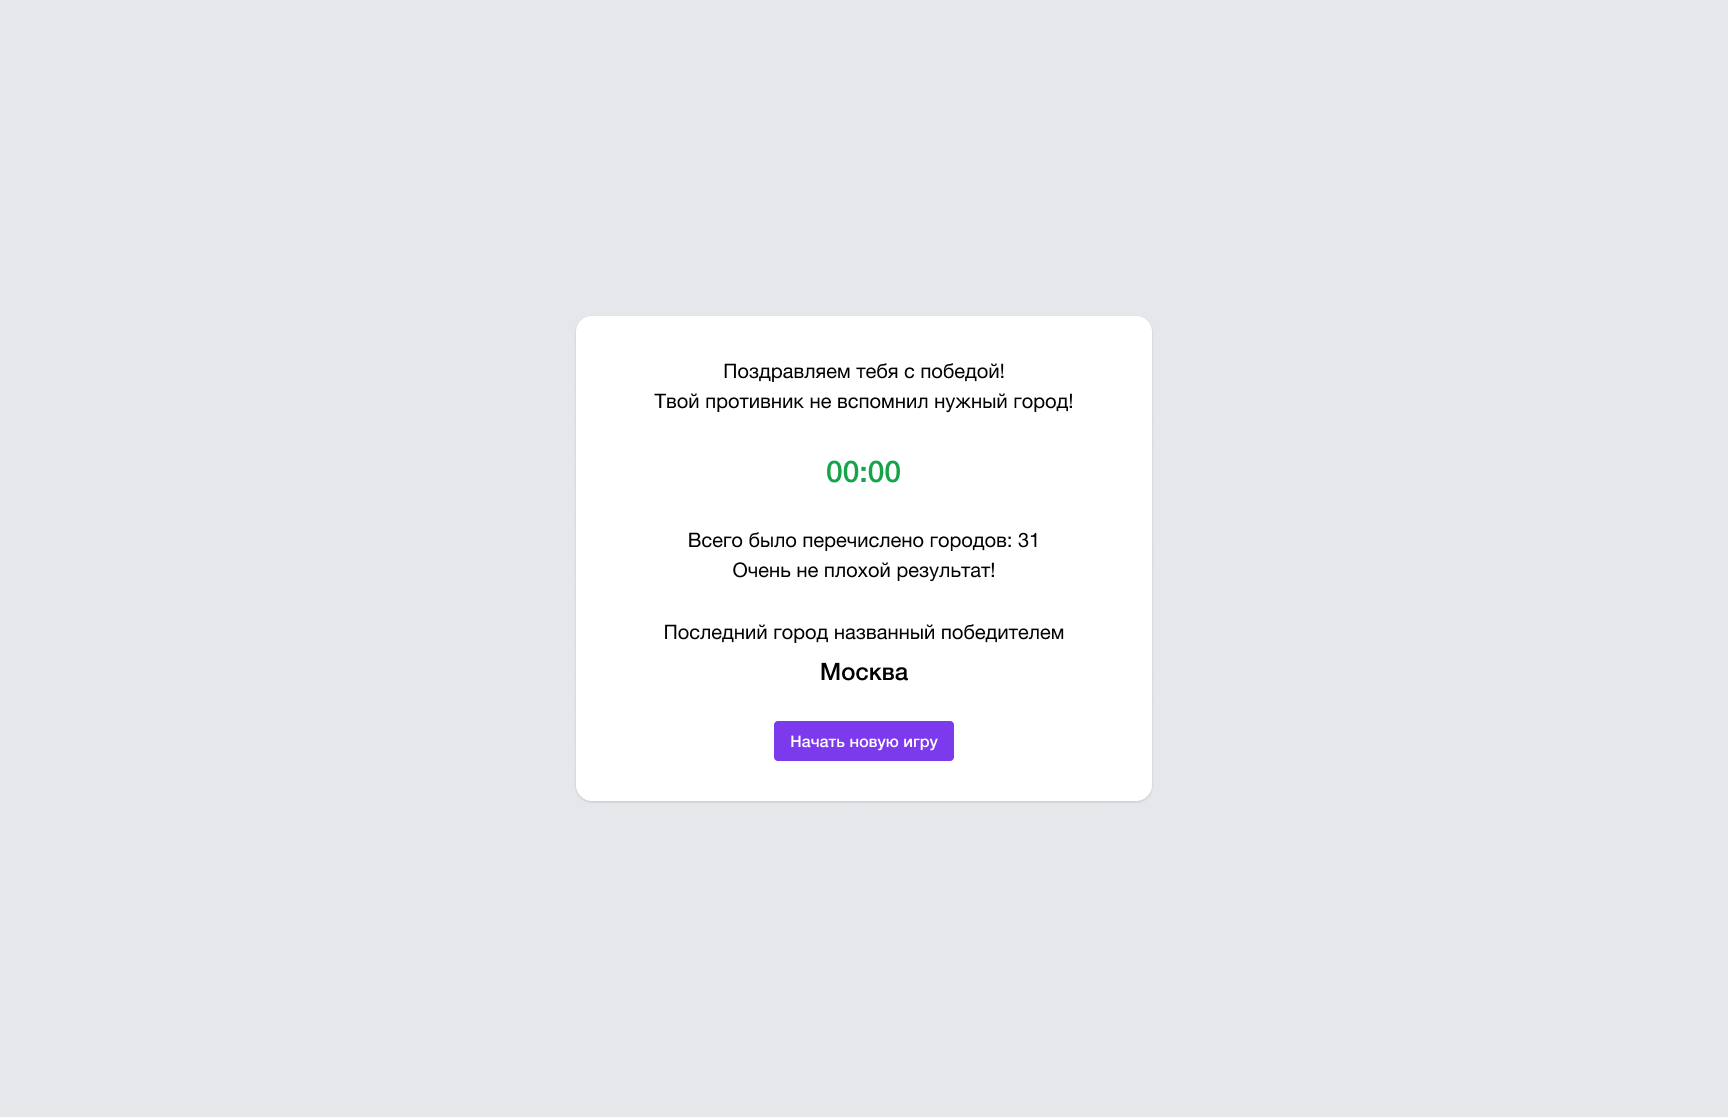 Поздравляем тебя с победой!
Твой противник не вспомнил нужный город!
00:00
Всего было перечислено городов: 31
Очень не плохой результат!
Последний город названный победителем
Москва
Начать новую игру